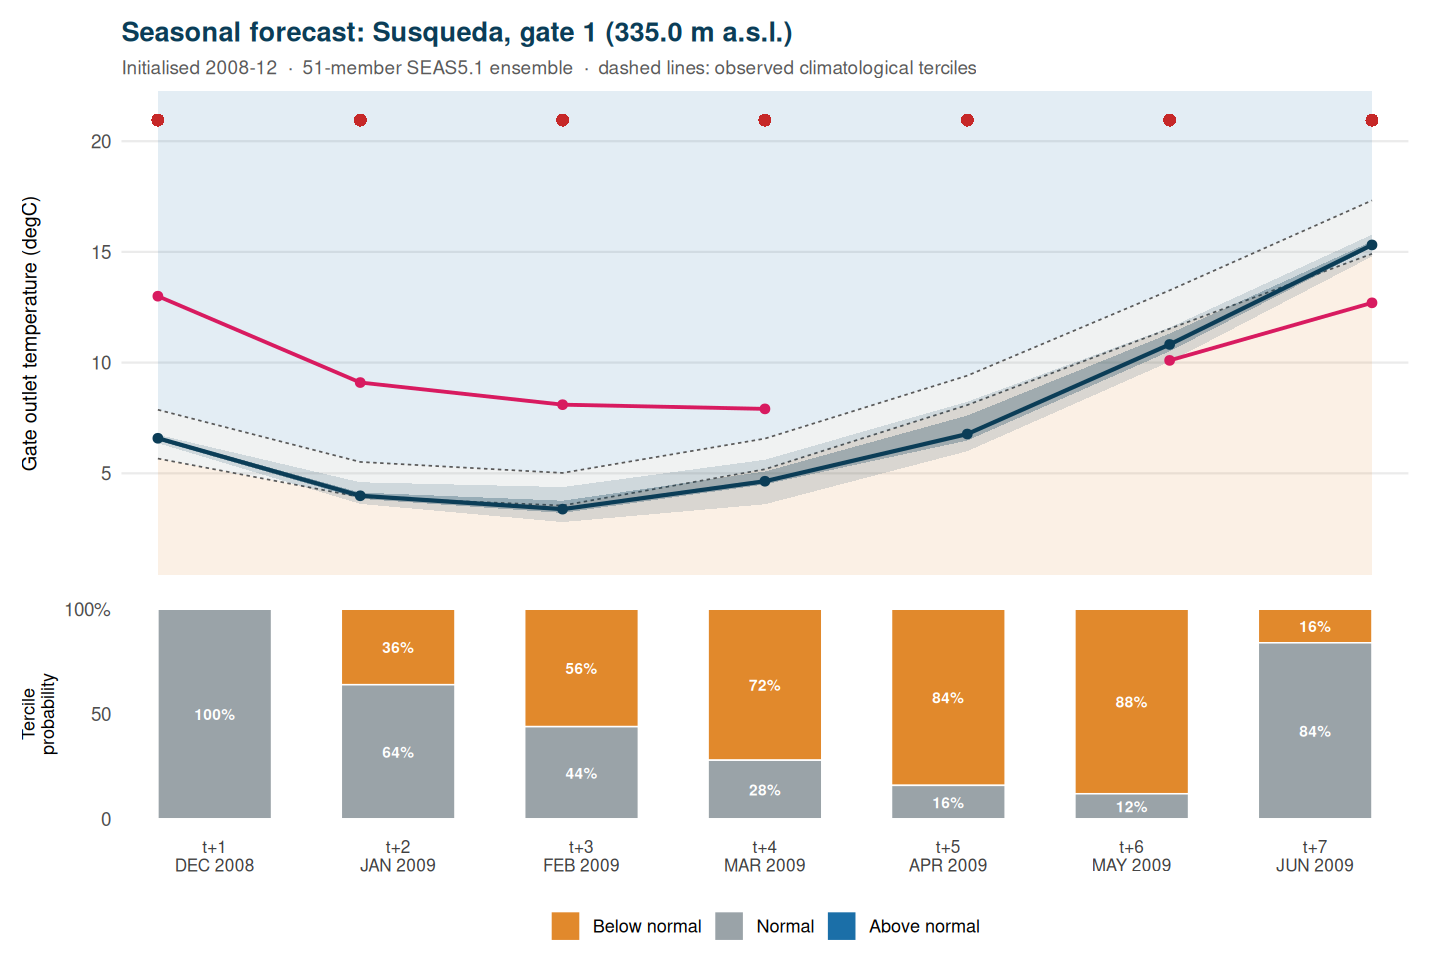 Seasonal forecast: Susqueda, gate 1 (335.0 m a.s.l.)
Initialised 2008-12 · 51-member SEAS5.1 ensemble · dashed lines: observed climatological terciles
Gate outlet temperature (degC)
20
15
10
5
Tercile
probability
100%
50
0
100%
36%
64%
56%
44%
72%
28%
84%
16%
88%
12%
16%
84%
t+1
DEC 2008
t+2
JAN 2009
t+3
FEB 2009
t+4
MAR 2009
t+5
APR 2009
t+6
MAY 2009
t+7
JUN 2009
Below normal
Normal
Above normal